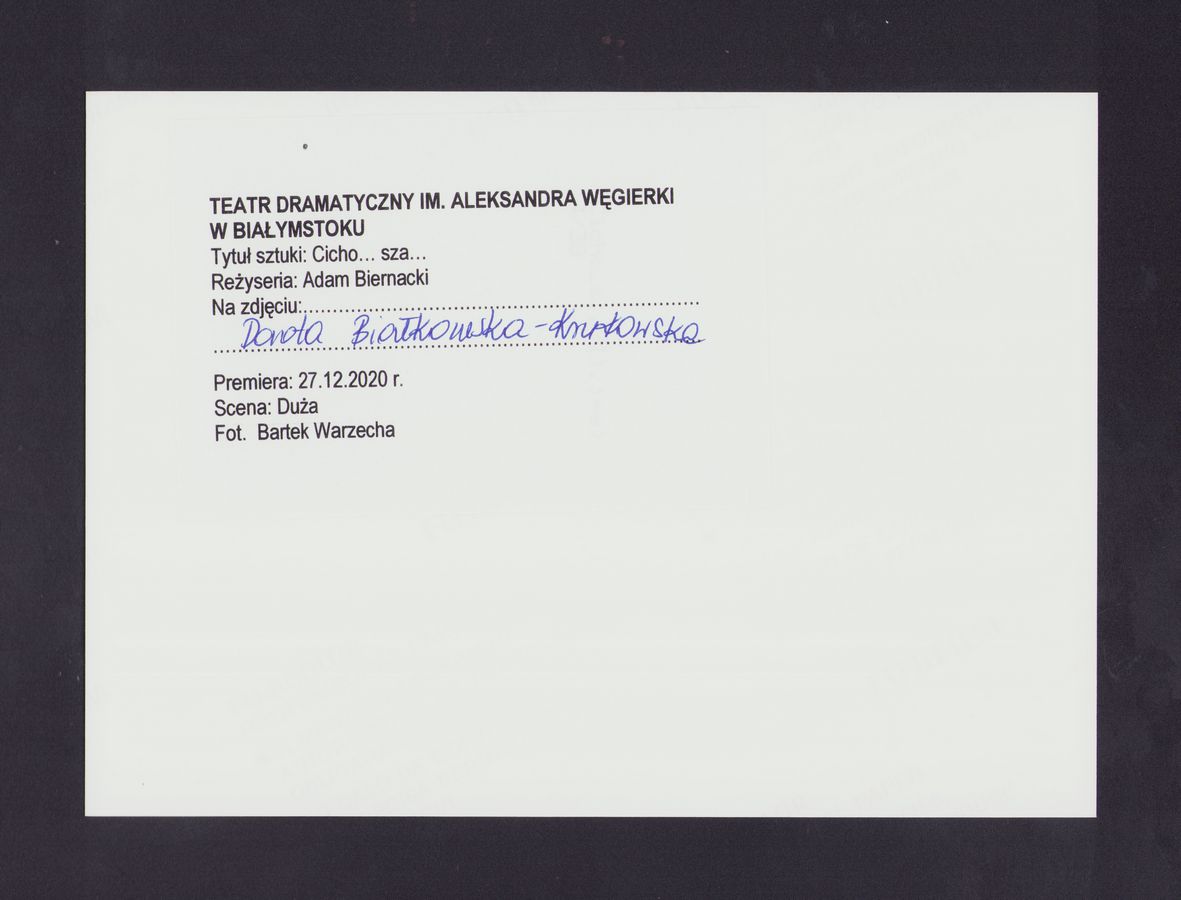 TEATR DRAMATYCZNY IM. ALEKSANDRA WĘGIERKI
W BIAŁYMSTOKU
Tytuł sztuki: Cicho... sza...
Reżyseria: Adam Biernacki
Na zdjęciu:
Dorota Białkowska-
Premiera: 27.12.2020 r.
Scena: Duża
Fot. Bartek Warzecha